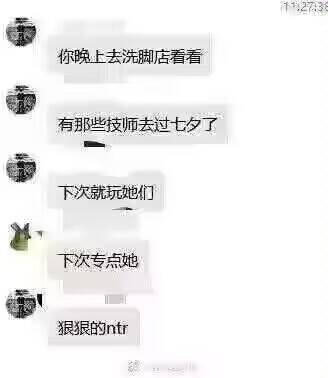 11:27:38
你晚上去洗脚店看看
有那些技师去过七夕了
下次就玩她们
下次专点她
狠狠的ntr